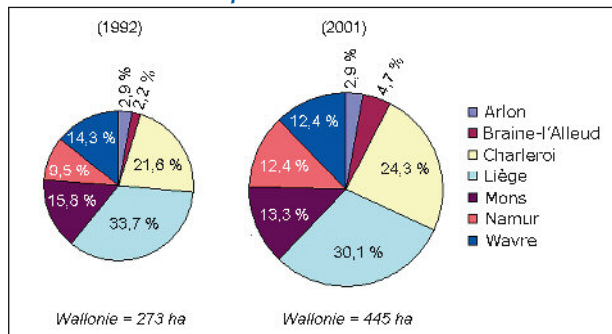 (1992)
(2001)
2,9 %
2,2 %
21,6 %
33,7 %
15,8 %
9,5 %
14,3 %
2,9 %
4,7 %
24,3 %
30,1 %
13,3 %
12,4 %
12,4 %
Arlon
Braine-l'Alleud
Charleroi
Liège
Mons
Namur
Wavre
Wallonie = 273 ha
Wallonie = 445 ha